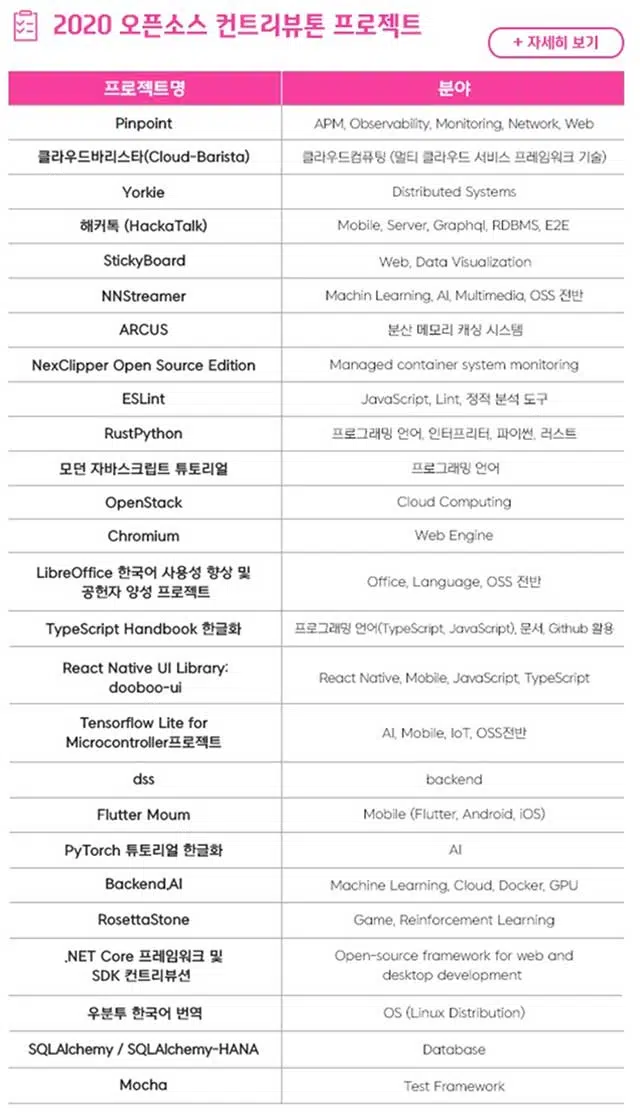 2020 오픈소스 컨트리뷰톤 프로젝트
+ 자세히 보기
프로젝트명 분야
Pinpoint APM, Observability, Monitoring, Network, Web
클라우드바리스타(Cloud-Barista) 클라우드컴퓨팅 (멀티 클라우드 서비스 프레임워크 기술)
Yorkie Distributed Systems
해커톡 (HackaTalk) Mobile, Server, Graphql, RDBMS, E2E
StickyBoard Web, Data Visualization
NNStreamer Machin Learning, AI, Multimedia, OSS 전반
ARCUS 분산 메모리 캐싱 시스템
NexClipper Open Source Edition Managed container system monitoring
ESLint JavaScript, Lint, 정적 분석 도구
RustPython 프로그래밍 언어, 인터프리터, 파이썬, 러스트
모던 자바스크립트 튜토리얼 프로그래밍 언어
OpenStack Cloud Computing
Chromium Web Engine
LibreOffice 한국어 사용성 향상 및
공헌자 양성 프로젝트
Office, Language, OSS 전반
TypeScript Handbook 한글화 프로그래밍 언어(TypeScript, JavaScript), 문서, Github 활용
React Native UI Library:
dooboo-ui
React Native, Mobile, JavaScript, TypeScript
Tensorflow Lite for
Microcontroller프로젝트
AI, Mobile, IoT, OSS전반
dss backend
Flutter Moum Mobile (Flutter, Android, iOS)
PyTorch 튜토리얼 한글화 AI
Backend.AI Machine Learning, Cloud, Docker, GPU
RosettaStone Game, Reinforcement Learning
.NET Core 프레임워크 및
SDK 컨트리뷰션
Open-source framework for web and
desktop development
우분투 한국어 번역 OS (Linux Distribution)
SQLAlchemy / SQLAlchemy-HANA Database
Mocha Test Framework